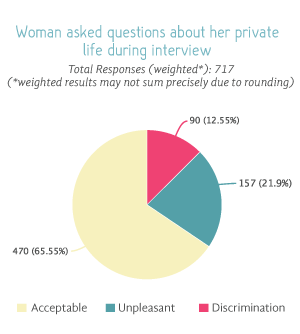 Woman asked questions about her private
life during interview
Total Responses (weighted*): 717
(*weighted results may not sum precisely due to rounding)
90 (12.55%)
157 (21.9%)
470 (65.55%)
Acceptable
Unpleasant
Discrimination